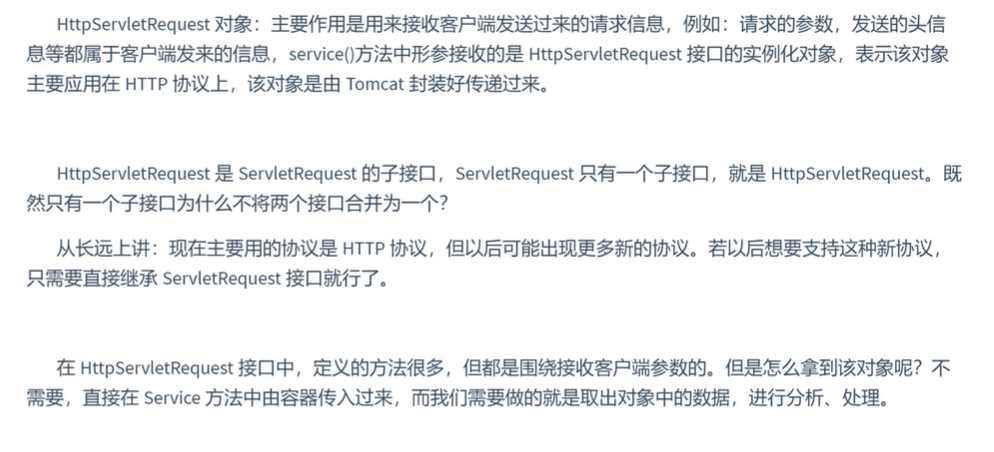 HttpServletRequest 对象：主要作用是用来接收客户端发送过来的请求信息，例如：请求的参数，发送的头信
息等都属于客户端发来的信息，service()方法中形参接收的是 HttpServletRequest 接口的实例化对象，表示该对象
主要应用在 HTTP 协议上，该对象是由 Tomcat 封装好传递过来。
HttpServletRequest 是 ServletRequest 的子接口，ServletRequest 只有一个子接口，就是 HttpServletRequest。既
然只有一个子接口为什么不将两个接口合并为一个？
从长远上讲：现在主要用的协议是 HTTP 协议，但以后可能出现更多新的协议。若以后想要支持这种新协议，
只需要直接继承 ServletRequest 接口就行了。
在 HttpServletRequest 接口中，定义的方法很多，但都是围绕接收客户端参数的。但是怎么拿到该对象呢？不
需要，直接在 Service 方法中由容器传入过来，而我们需要做的就是取出对象中的数据，进行分析、处理。